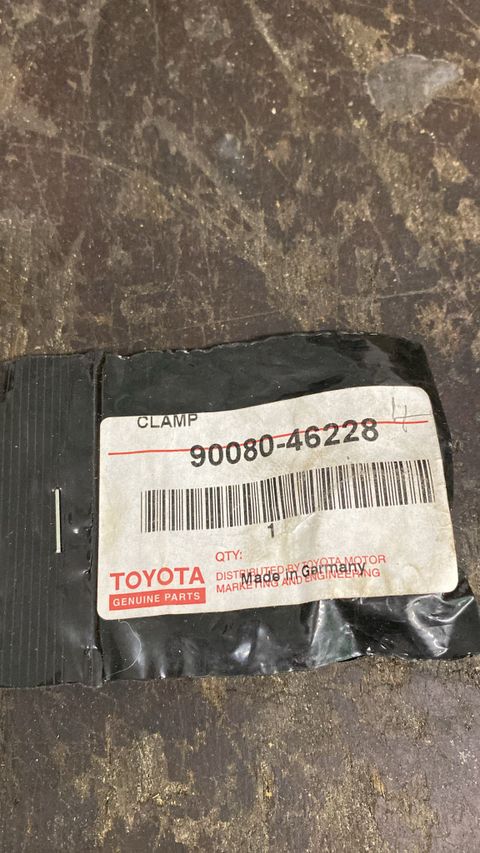 CLAMP
90080-46228
1
QTY:
DISTRIBUTED BY TOYOTA MOTOR
MARKETING AND ENGINEERING
Made in Germany
TOYOTA
GENUINE PARTS